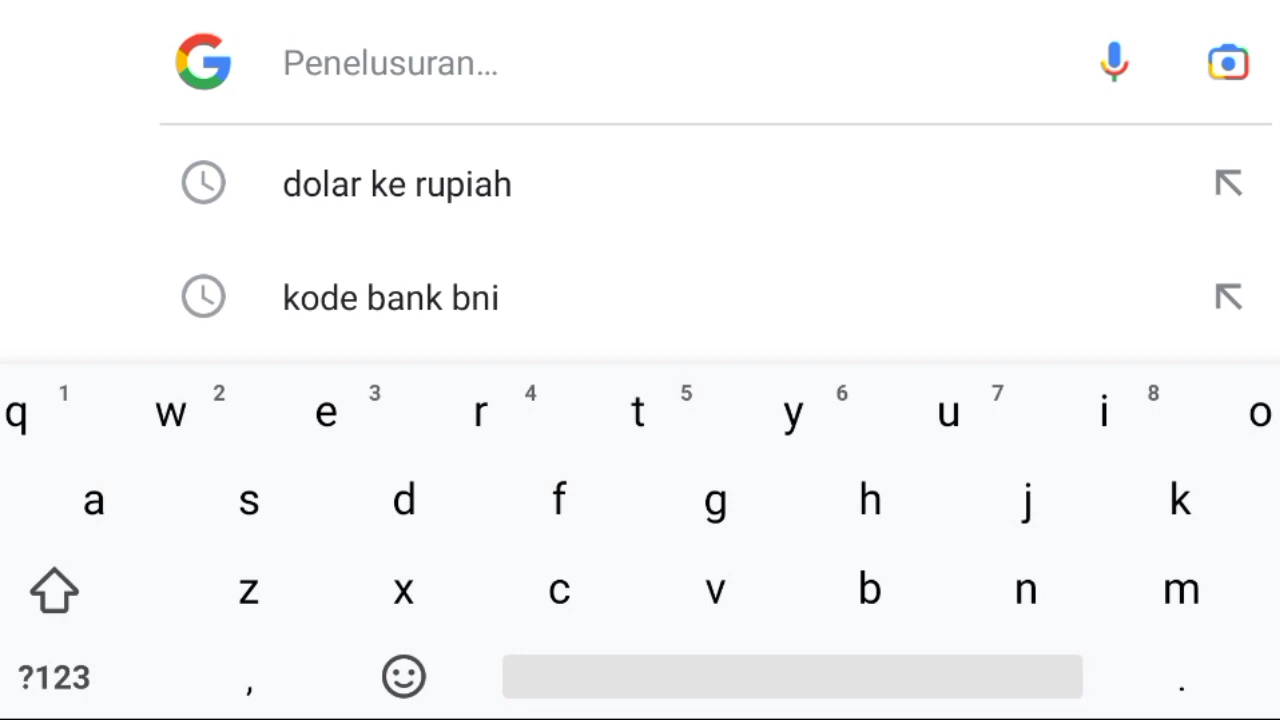 Penelusuran...
dolar ke rupiah
kode bank bni
q 1 w 2 e 3 r 4 t 5 y 6 u 7 i 8 o
a s d f g h j k
z x c v b n m
?123 , .